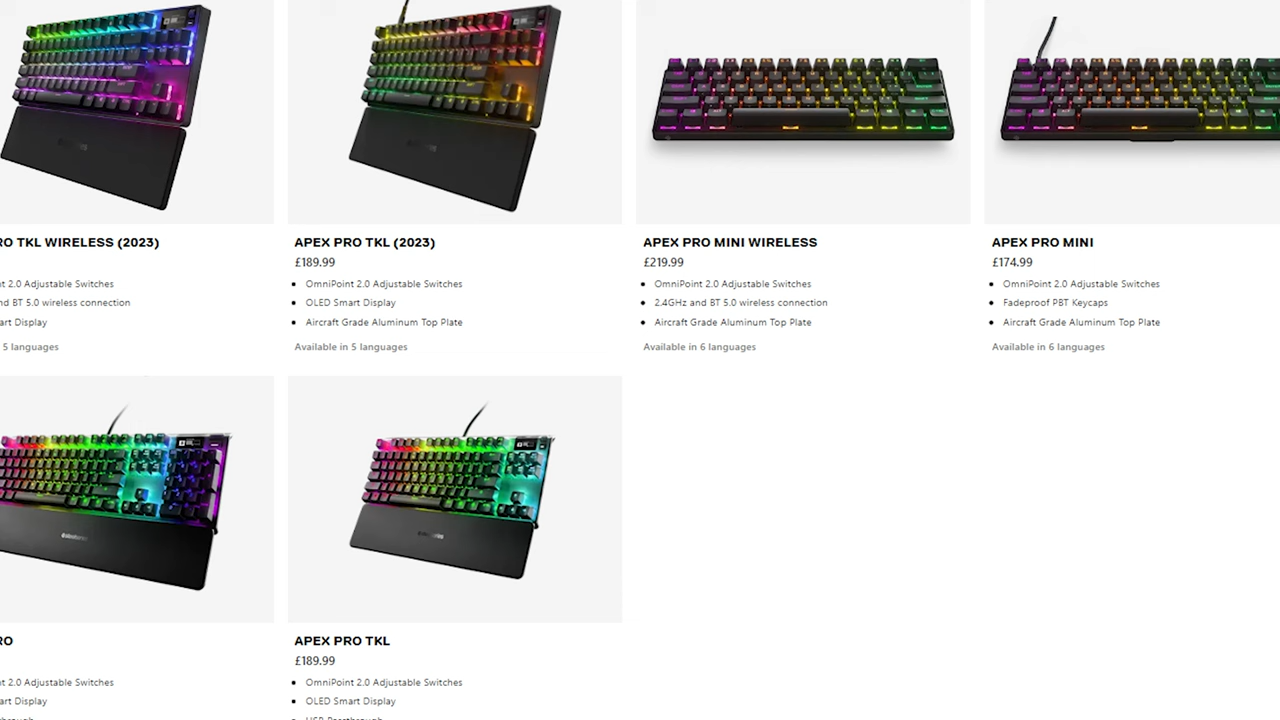 RO TKL WIRELESS (2023)
nt 2.0 Adjustable Switches
nd BT 5.0 wireless connection
art Display
5 languages
APEX PRO TKL (2023)
£189.99
OmniPoint 2.0 Adjustable Switches
OLED Smart Display
Aircraft Grade Aluminum Top Plate
Available in 5 languages
APEX PRO MINI WIRELESS
£219.99
OmniPoint 2.0 Adjustable Switches
2.4GHz and BT 5.0 wireless connection
Aircraft Grade Aluminum Top Plate
Available in 6 languages
APEX PRO MINI
£174.99
OmniPoint 2.0 Adjustable Switches
Fadeproof PBT Keycaps
Aircraft Grade Aluminum Top Plate
Available in 6 languages
steelseries
RO
nt 2.0 Adjustable Switches
art Display
APEX PRO TKL
£189.99
OmniPoint 2.0 Adjustable Switches
OLED Smart Display
USB Passthrough